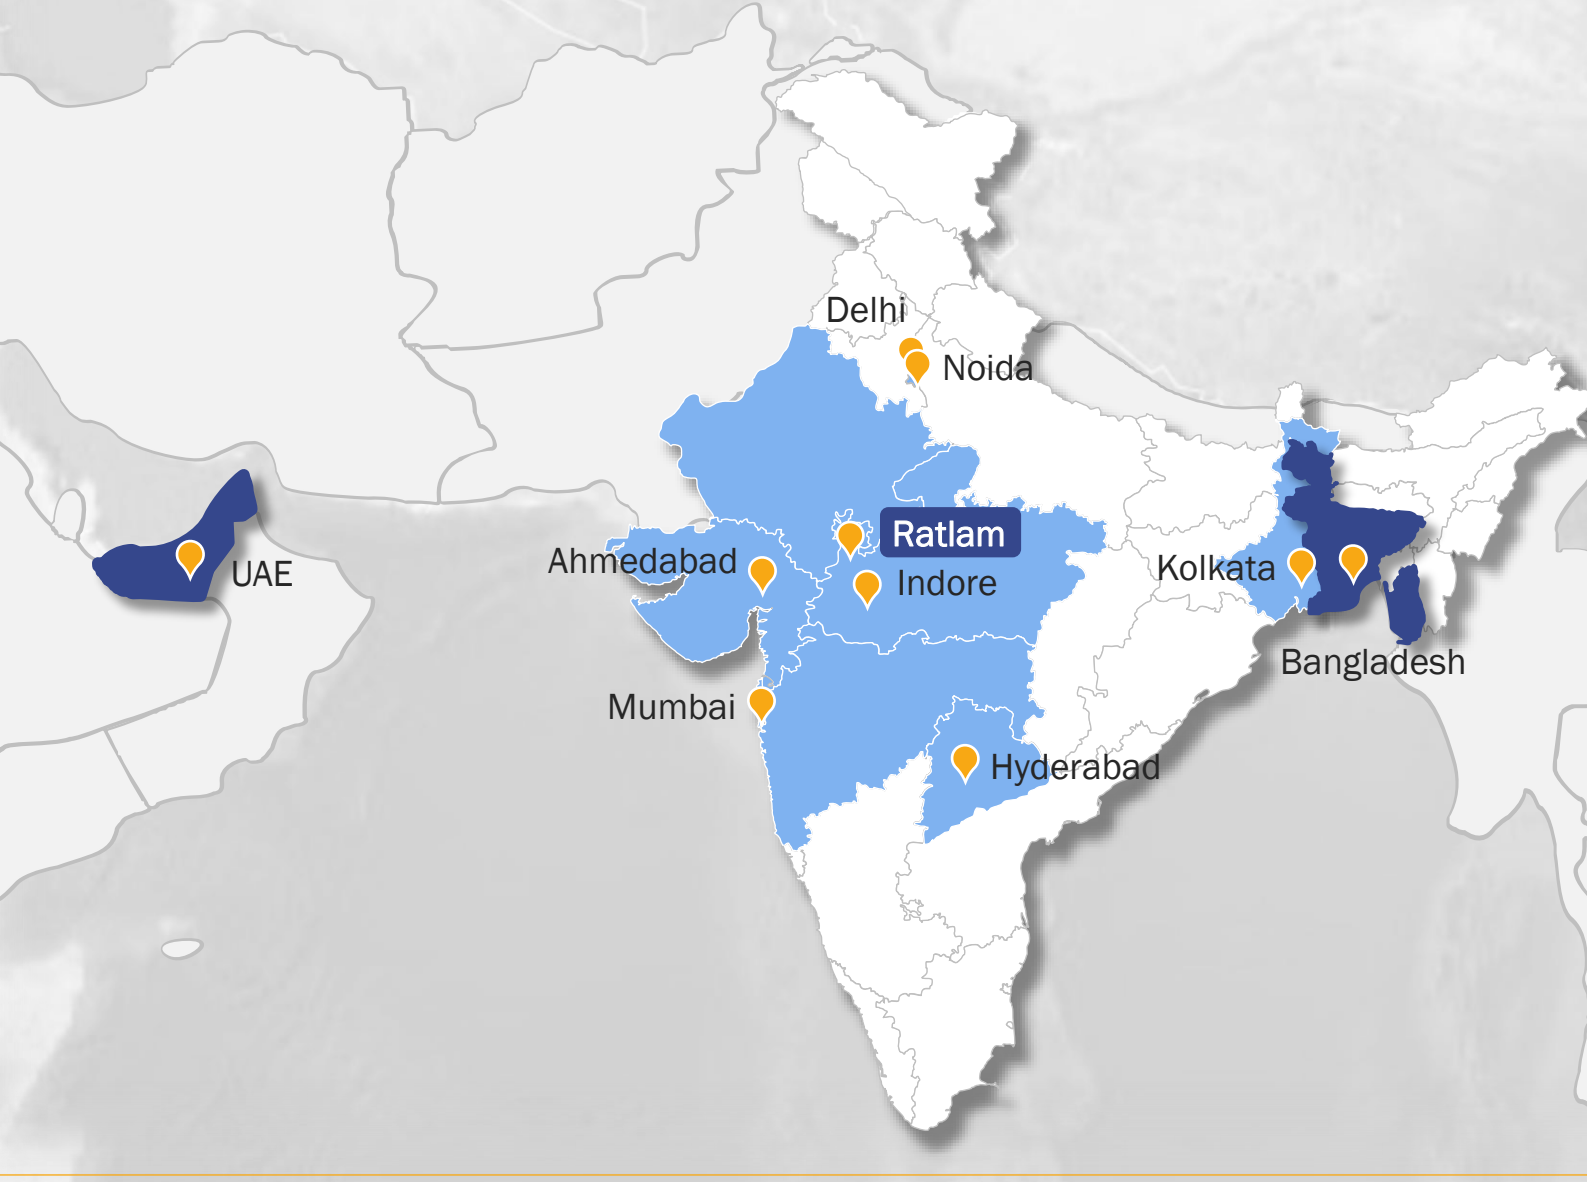 Delhi
Noida
Ratlam
Ahmedabad
Indore
UAE
Kolkata
Bangladesh
Mumbai
Hyderabad